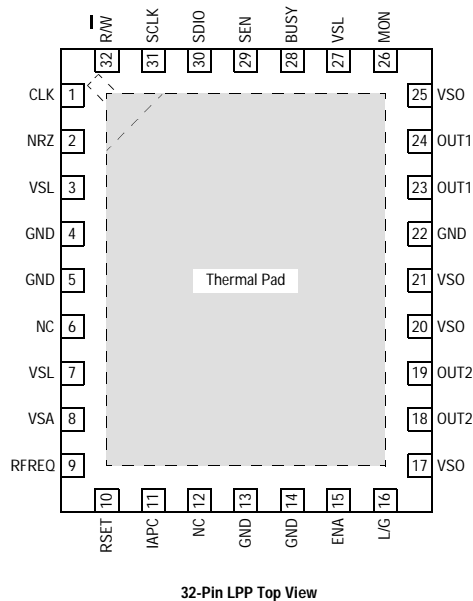 R/W
SCLK
SDIO
SEN
BUSY
VSL
MON
32
31
30
29
28
27
26
CLK 1
NRZ 2
VSL 3
GND 4
GND 5
NC 6
VSL 7
VSA 8
RFREQ 9
25 VSO
24 OUT1
23 OUT1
22 GND
21 VSO
20 VSO
19 OUT2
18 OUT2
17 VSO
Thermal Pad
10
11
12
13
14
15
16
RSET
IAPC
NC
GND
GND
ENA
L/G
32-Pin LPP Top View